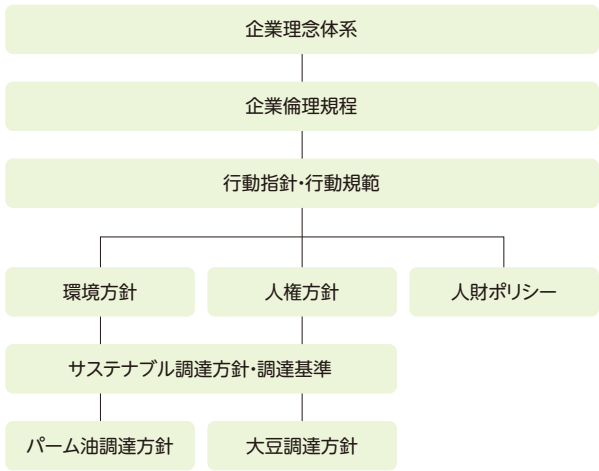 企業理念体系
企業倫理規程
行動指針・行動規範
環境方針
人権方針
人財ポリシー
サステナブル調達方針・調達基準
パーム油調達方針
大豆調達方針